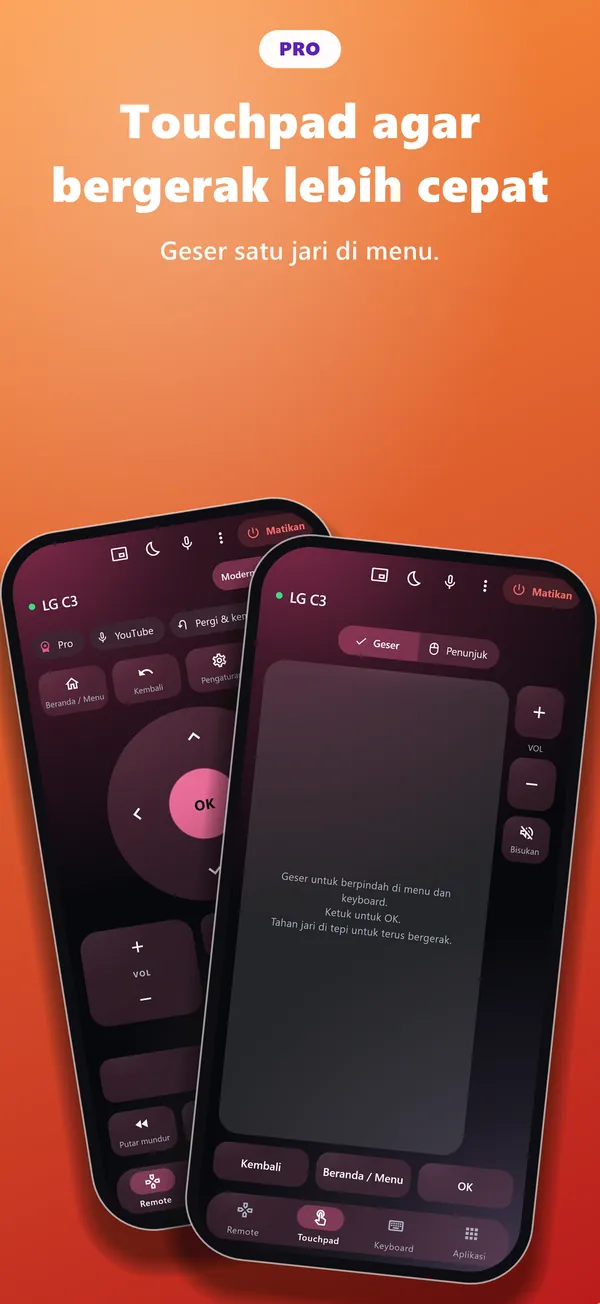 PRO
Touchpad agar
bergerak lebih cepat
Geser satu jari di menu.
Matikan
LG C3
Modern
Pro
YouTube
Pergi & ke
Beranda / Menu
Kembali
Pengaturan
OK
VOL
Putar mundur
Remote
Matikan
LG C3
Geser
Penunjuk
VOL
Bisukan
Geser untuk berpindah di menu dan
keyboard.
Ketuk untuk OK.
Tahan jari di tepi untuk terus bergerak.
Kembali
Beranda / Menu
OK
Remote
Touchpad
Keyboard
Aplikasi